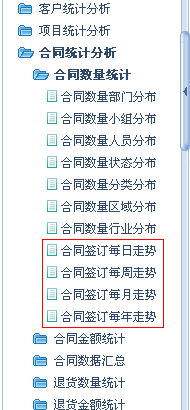 客户统计分析
项目统计分析
合同统计分析
合同数量统计
合同数量部门分布
合同数量小组分布
合同数量人员分布
合同数量状态分布
合同数量分类分布
合同数量区域分布
合同数量行业分布
合同签订每日走势
合同签订每周走势
合同签订每月走势
合同签订每年走势
合同金额统计
合同数据汇总
退货数量统计
退货金额统计